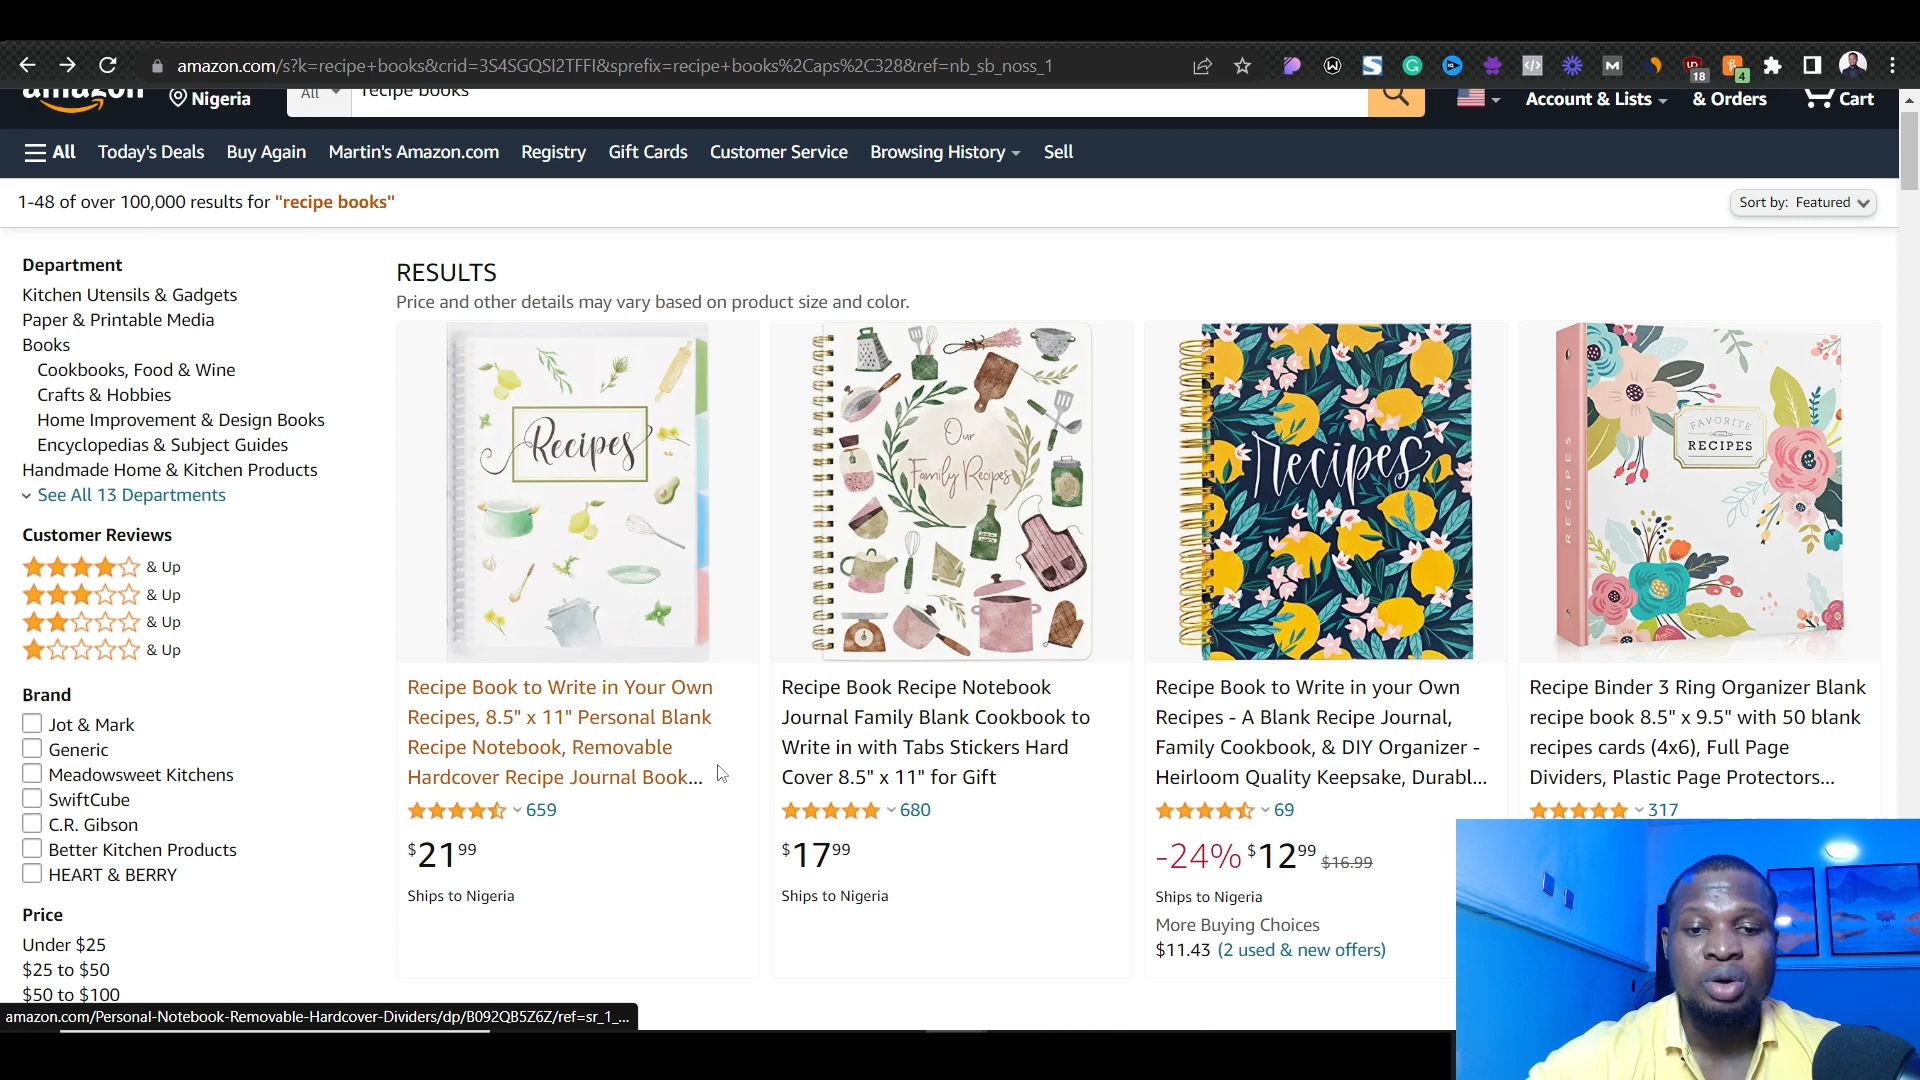 amazon.com/s?k=recipe+books&crid=3S4SGQSI2TFFI&sprefix=recipe+books%2Caps%2C328&ref=nb_sb_noss_1
18
4
amazon
Nigeria
All
recipe books
Account & Lists
& Orders
Cart
All
Today's Deals
Buy Again
Martin's Amazon.com
Registry
Gift Cards
Customer Service
Browsing History
Sell
1-48 of over 100,000 results for "recipe books"
Sort by: Featured
Department
Kitchen Utensils & Gadgets
Paper & Printable Media
Books
Cookbooks, Food & Wine
Crafts & Hobbies
Home Improvement & Design Books
Encyclopedias & Subject Guides
Handmade Home & Kitchen Products
See All 13 Departments
Customer Reviews
& Up
& Up
& Up
& Up
Brand
Jot & Mark
Generic
Meadowsweet Kitchens
SwiftCube
C.R. Gibson
Better Kitchen Products
HEART & BERRY
Price
Under $25
$25 to $50
$50 to $100
RESULTS
Price and other details may vary based on product size and color.
Recipes
Recipe Book to Write in Your Own
Recipes, 8.5" x 11" Personal Blank
Recipe Notebook, Removable
Hardcover Recipe Journal Book...
659
$21 99
Ships to Nigeria
Our
Family Recipes
Recipe Book Recipe Notebook
Journal Family Blank Cookbook to
Write in with Tabs Stickers Hard
Cover 8.5" x 11" for Gift
680
$17 99
Ships to Nigeria
recipes
Recipe Book to Write in your Own
Recipes - A Blank Recipe Journal,
Family Cookbook, & DIY Organizer -
Heirloom Quality Keepsake, Durabl...
69
-24% $12 99 $16.99
Ships to Nigeria
More Buying Choices
$11.43 (2 used & new offers)
RECIPES
FAVORITE
RECIPES
Recipe Binder 3 Ring Organizer Blank
recipe book 8.5" x 9.5" with 50 blank
recipes cards (4x6), Full Page
Dividers, Plastic Page Protectors...
317
amazon.com/Personal-Notebook-Removable-Hardcover-Dividers/dp/B092QB5Z6Z/ref=sr_1_...